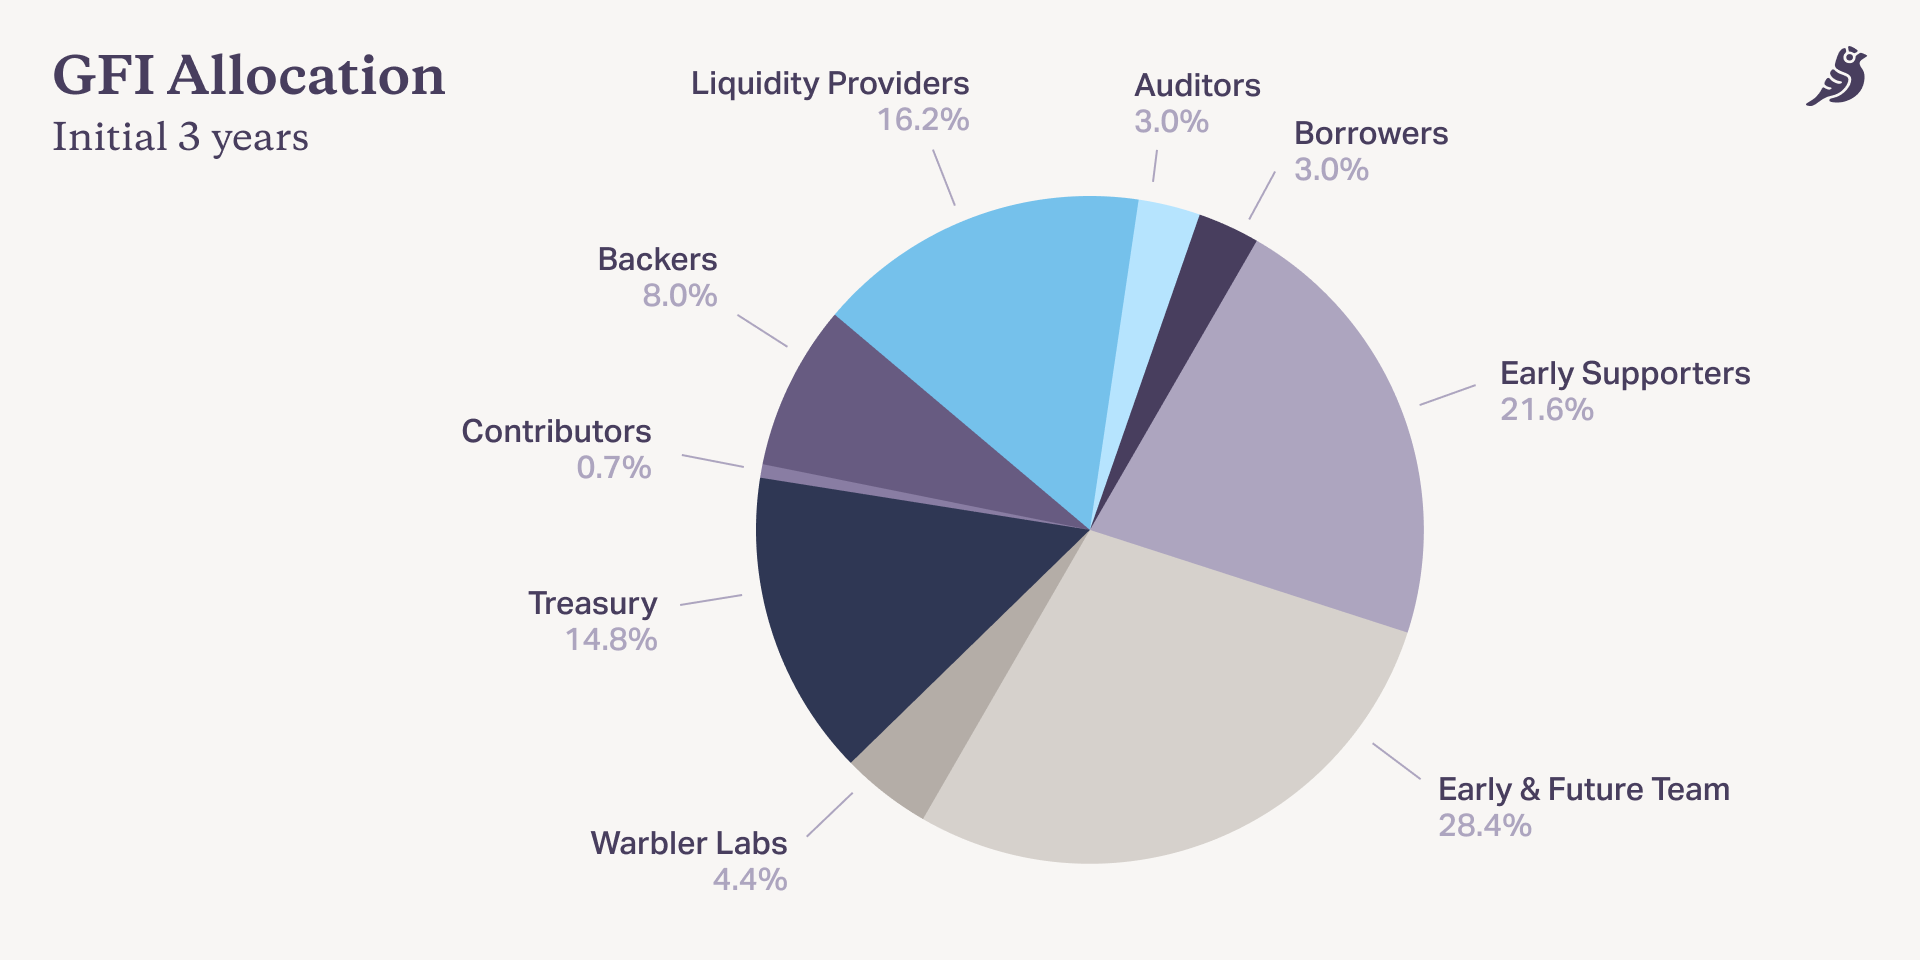 GFI Allocation
Initial 3 years
Liquidity Providers
16.2%
Auditors
3.0%
Borrowers
3.0%
Backers
8.0%
Early Supporters
21.6%
Contributors
0.7%
Treasury
14.8%
Early & Future Team
28.4%
Warbler Labs
4.4%